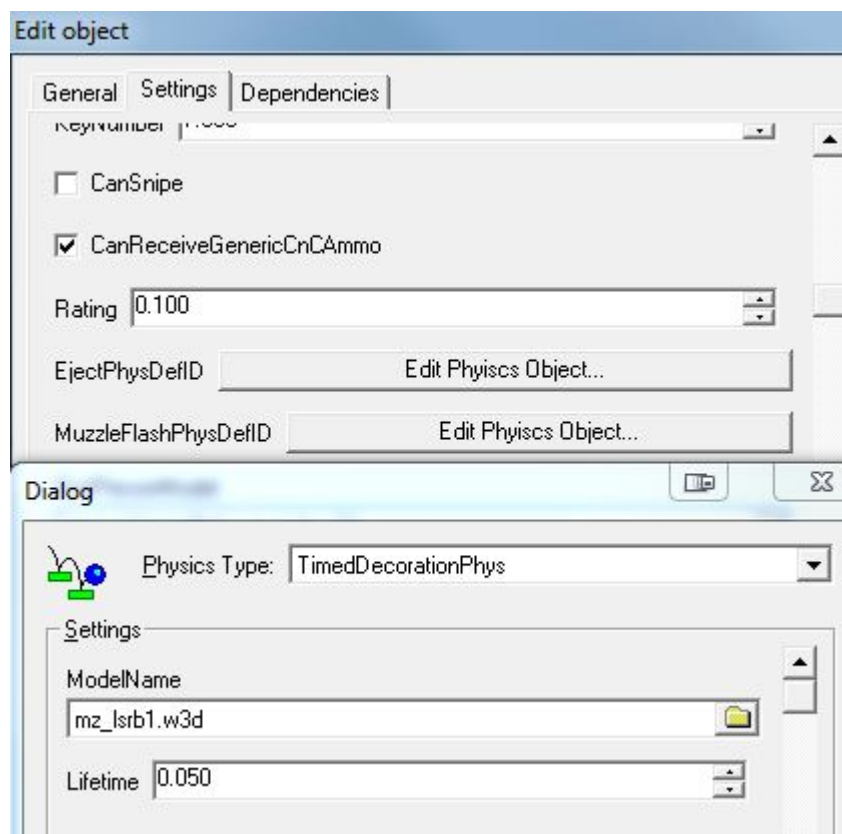 Edit object
General Settings Dependencies
KeyNumber
CanSnipe
CanReceiveGenericCnCAmmo
Rating 0.100
EjectPhysDefID Edit Phyiscs Object...
MuzzleFlashPhysDefID Edit Phyiscs Object...
Dialog
Physics Type: TimedDecorationPhys
Settings
ModelName
mz_lsrb1.w3d
Lifetime 0.050